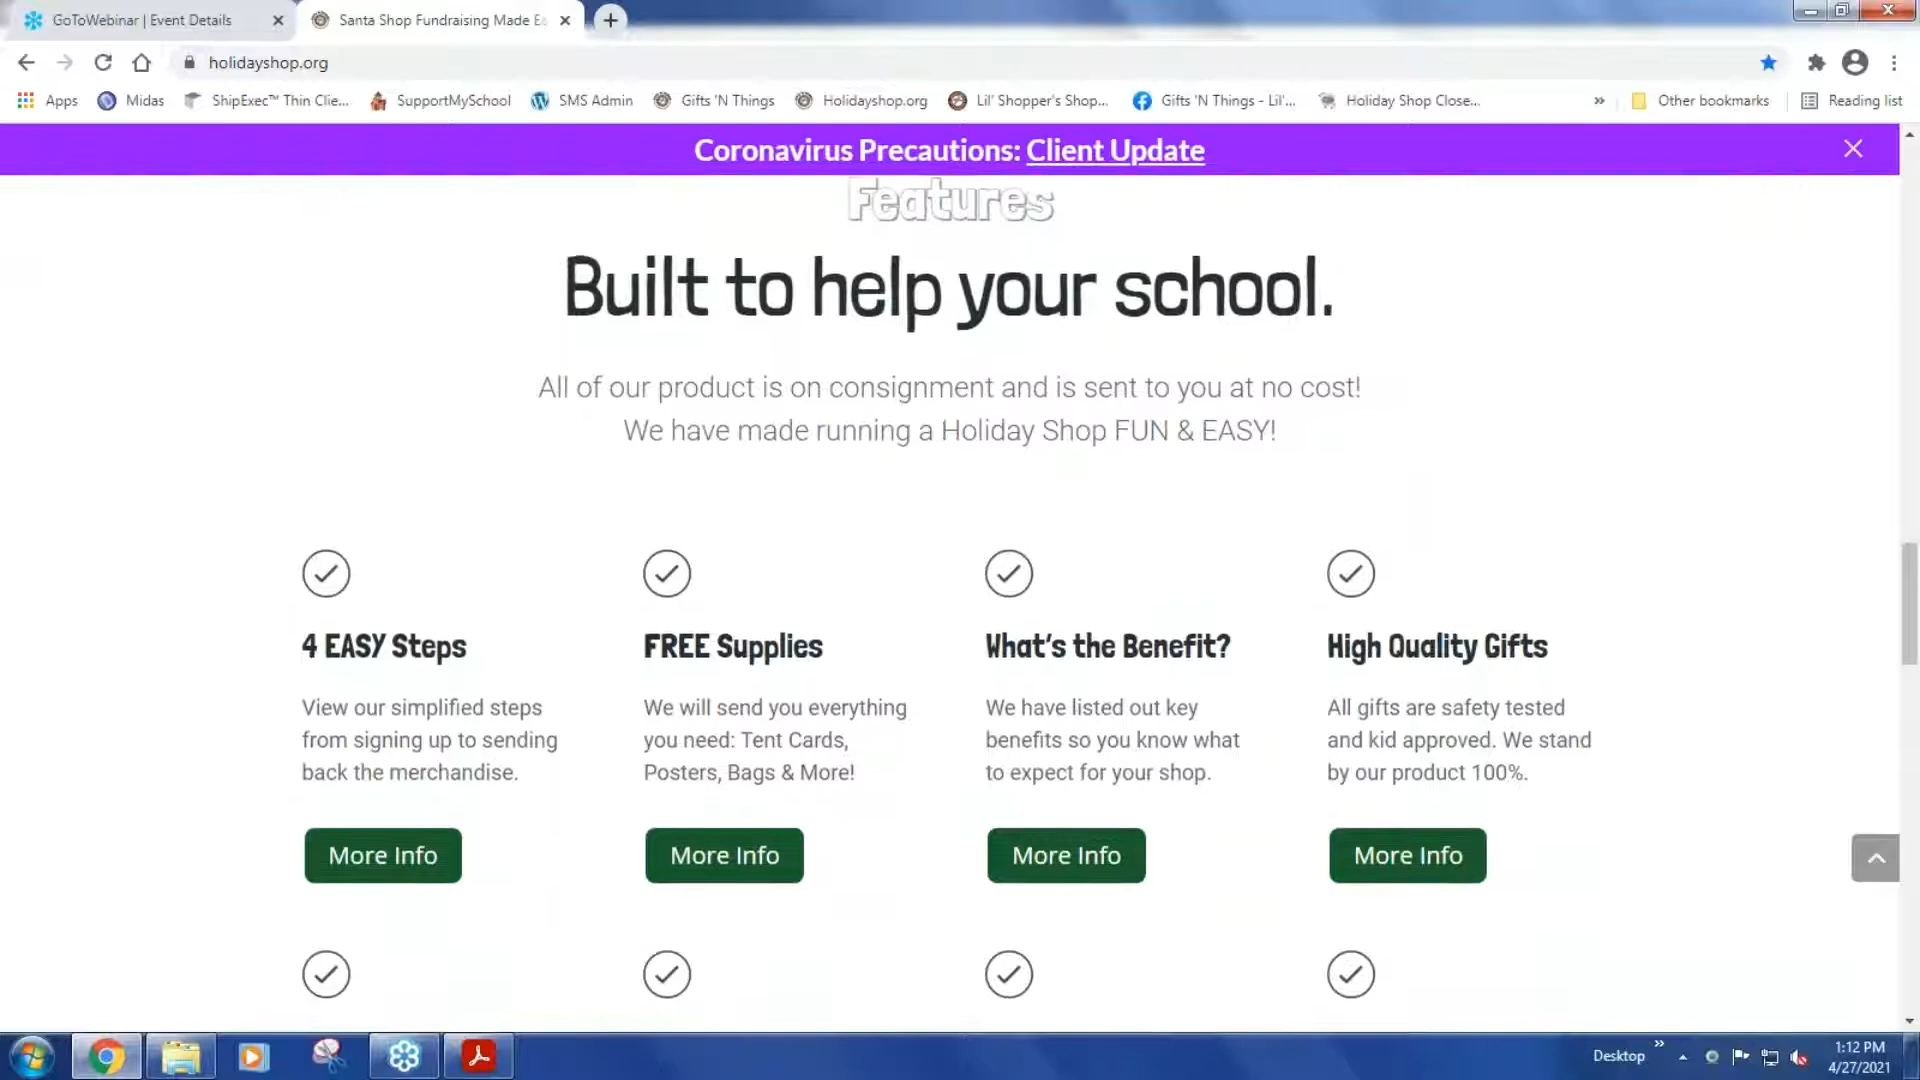 GoToWebinar | Event Details
Santa Shop Fundraising Made E
holidayshop.org
Apps Midas ShipExec™ Thin Clie... SupportMySchool SMS Admin Gifts 'N Things Holidayshop.org Lil' Shopper's Shop... Gifts 'N Things - Lil'... Holiday Shop Close... » Other bookmarks Reading list
Coronavirus Precautions: Client Update
Features
Built to help your school.
All of our product is on consignment and is sent to you at no cost!
We have made running a Holiday Shop FUN & EASY!
4 EASY Steps
View our simplified steps
from signing up to sending
back the merchandise.
More Info
FREE Supplies
We will send you everything
you need: Tent Cards,
Posters, Bags & More!
More Info
What's the Benefit?
We have listed out key
benefits so you know what
to expect for your shop.
More Info
High Quality Gifts
All gifts are safety tested
and kid approved. We stand
by our product 100%.
More Info
Desktop »
1:12 PM
4/27/2021